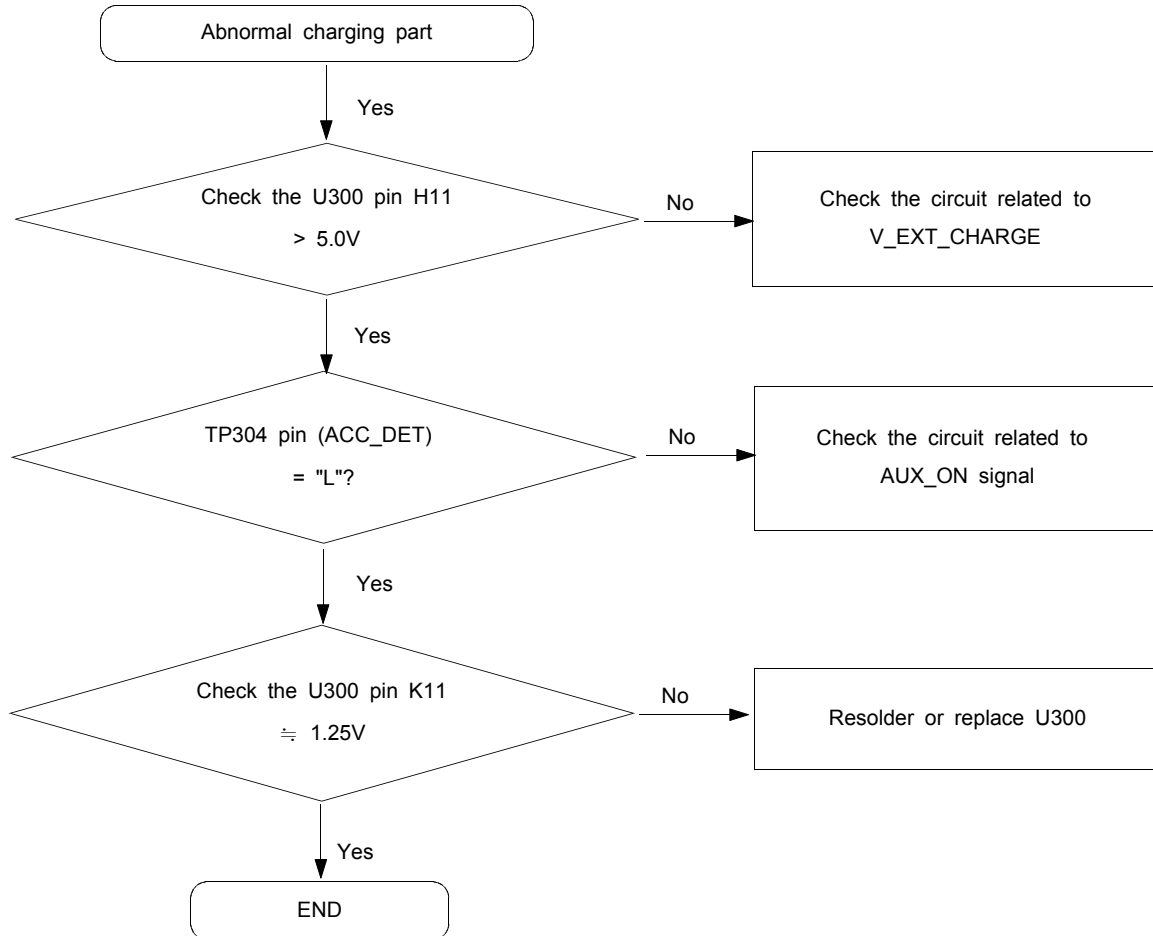 Abnormal charging part
Yes
Check the U300 pin H11
> 5.0V
No
Check the circuit related to
V_EXT_CHARGE
Yes
TP304 pin (ACC_DET)
= "L"?
No
Check the circuit related to
AUX_ON signal
Yes
Check the U300 pin K11
≒ 1.25V
No
Resolder or replace U300
Yes
END